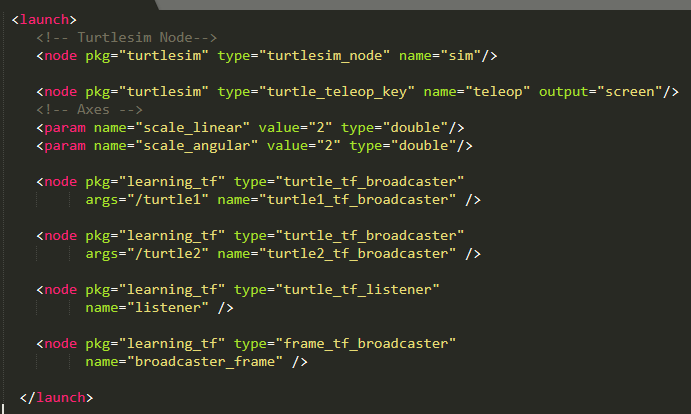 <launch>
<!-- Turtlesim Node-->
<node pkg="turtlesim" type="turtlesim_node" name="sim"/>
<node pkg="turtlesim" type="turtle_teleop_key" name="teleop" output="screen"/>
<!-- Axes -->
<param name="scale_linear" value="2" type="double"/>
<param name="scale_angular" value="2" type="double"/>
<node pkg="learning_tf" type="turtle_tf_broadcaster"
args="/turtle1" name="turtle1_tf_broadcaster" />
<node pkg="learning_tf" type="turtle_tf_broadcaster"
args="/turtle2" name="turtle2_tf_broadcaster" />
<node pkg="learning_tf" type="turtle_tf_listener"
name="listener" />
<node pkg="learning_tf" type="frame_tf_broadcaster"
name="broadcaster_frame" />
</launch>